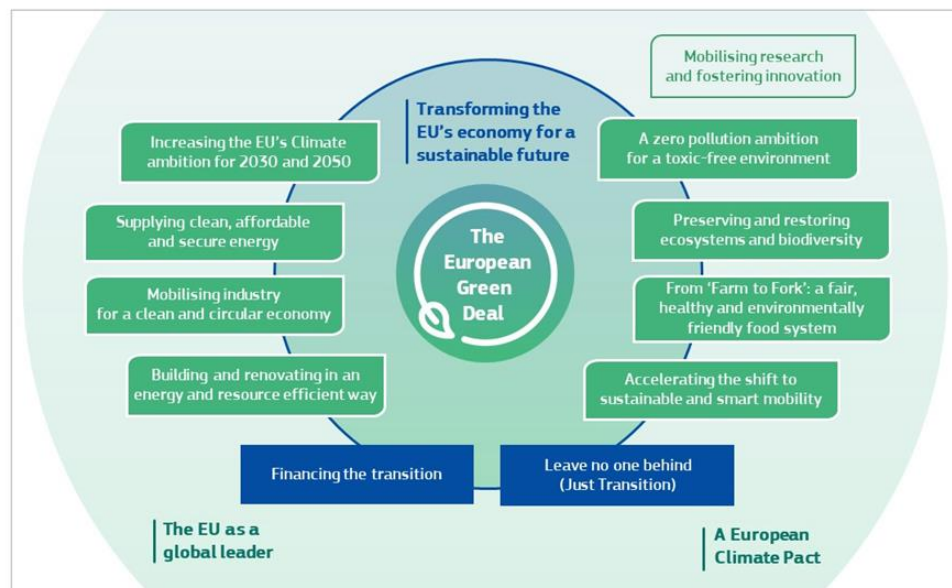 Mobilising research
and fostering innovation
Transforming the
EU's economy for a
sustainable future
Increasing the EU's Climate
ambition for 2030 and 2050
A zero pollution ambition
for a toxic-free environment
Supplying clean, affordable
and secure energy
Preserving and restoring
ecosystems and biodiversity
The
European
Green
Deal
Mobilising industry
for a clean and circular economy
From ‘Farm to Fork’: a fair,
healthy and environmentally
friendly food system
Building and renovating in an
energy and resource efficient way
Accelerating the shift to
sustainable and smart mobility
Financing the transition
Leave no one behind
(Just Transition)
The EU as a
global leader
A European
Climate Pact